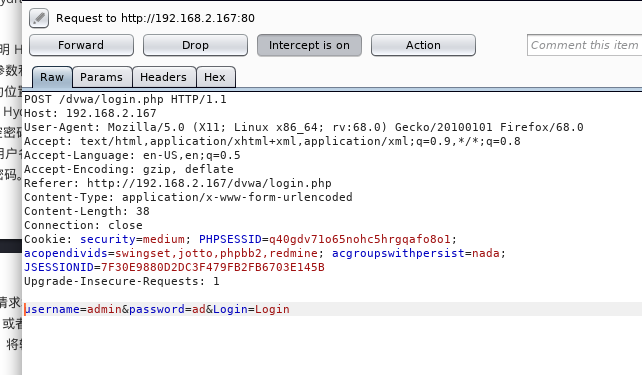 Request to http://192.168.2.167:80
Forward Drop Intercept is on Action Comment this item
Raw Params Headers Hex
POST /dvwa/login.php HTTP/1.1
Host: 192.168.2.167
User-Agent: Mozilla/5.0 (X11; Linux x86_64; rv:68.0) Gecko/20100101 Firefox/68.0
Accept: text/html,application/xhtml+xml,application/xml;q=0.9,*/*;q=0.8
Accept-Language: en-US,en;q=0.5
Accept-Encoding: gzip, deflate
Referer: http://192.168.2.167/dvwa/login.php
Content-Type: application/x-www-form-urlencoded
Content-Length: 38
Connection: close
Cookie: security=medium; PHPSESSID=q40gdv71o65nohc5hrgqafo8o1;
acopendivids=swingset,jotto,phpbb2,redmine; acgroupswithpersist=nada;
JSESSIONID=7F30E9880D2DC3F479FB2FB6703E145B
Upgrade-Insecure-Requests: 1
username=admin&password=ad&Login=Login